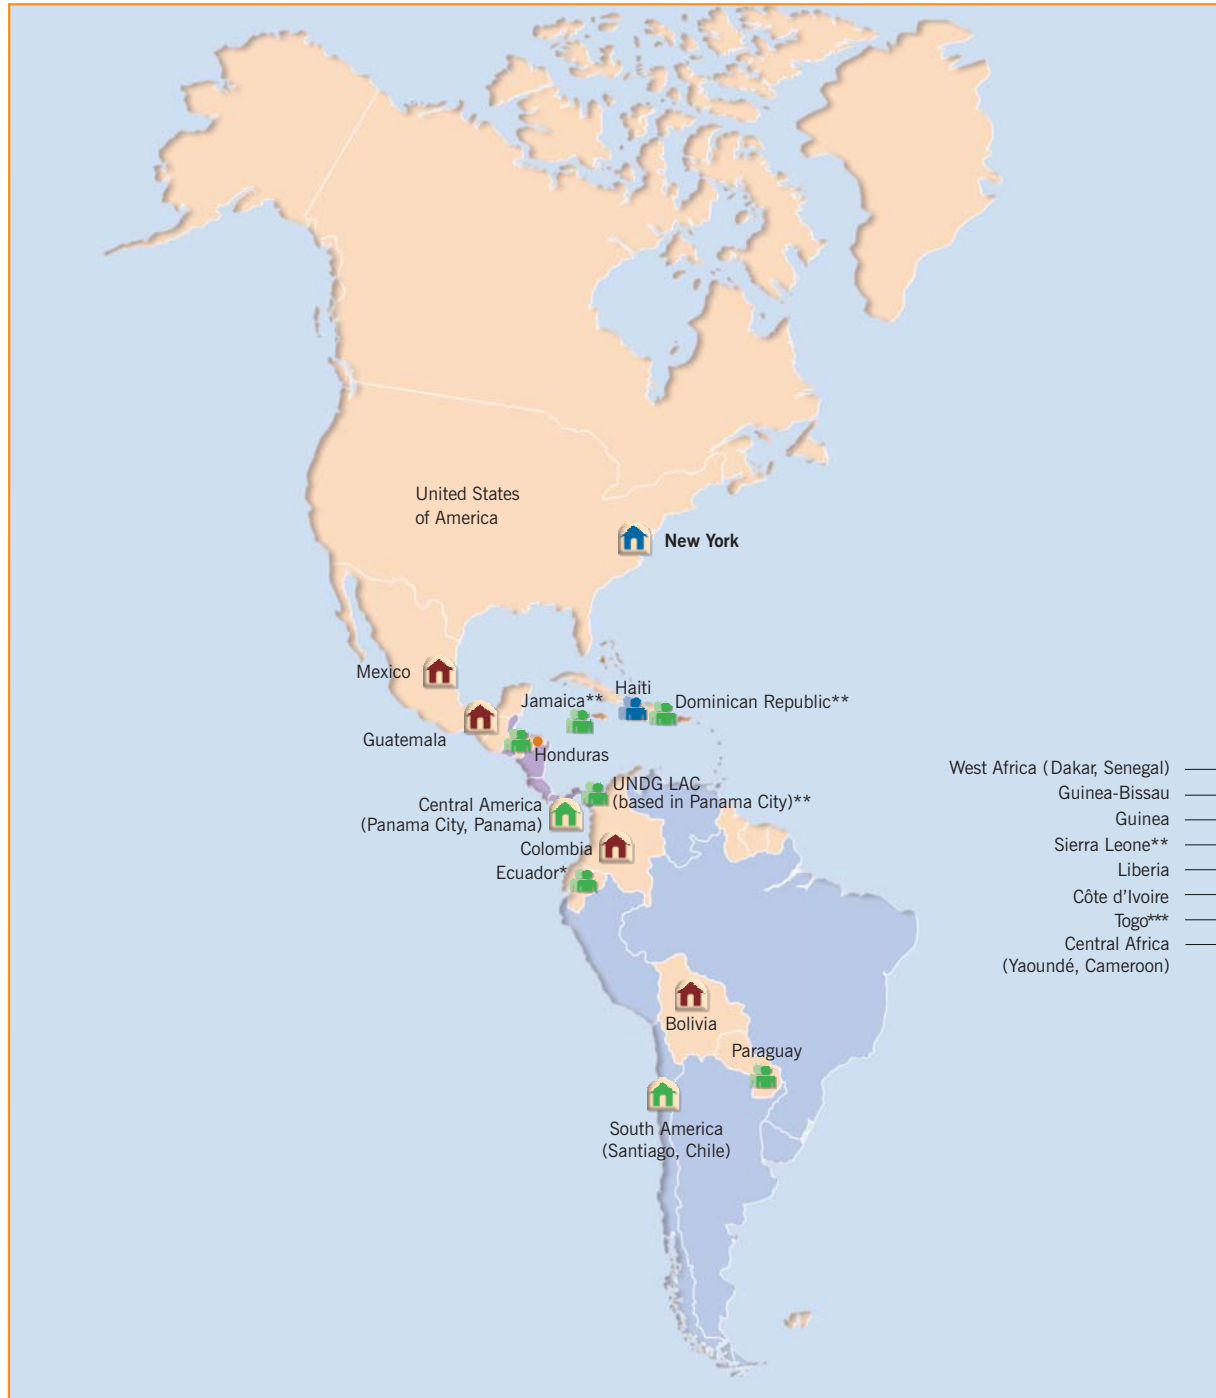 United States
of America
New York
Mexico
Haiti
Jamaica**
Dominican Republic**
Guatemala
Honduras
UNDG LAC
(based in Panama City)**
Central America
(Panama City, Panama)
Colombia
Ecuador*
West Africa (Dakar, Senegal)
Guinea-Bissau
Guinea
Sierra Leone**
Liberia
Côte d’Ivoire
Togo***
Central Africa
(Yaoundé, Cameroon)
Bolivia
Paraguay
South America
(Santiago, Chile)